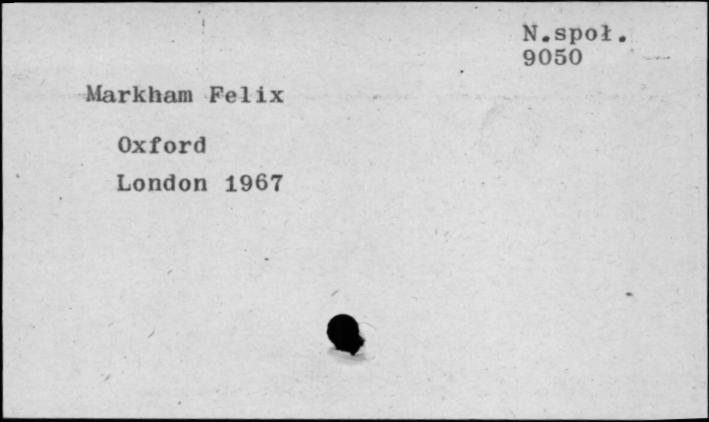 N.społ.
9050
Markham Felix
Oxford
London 1967